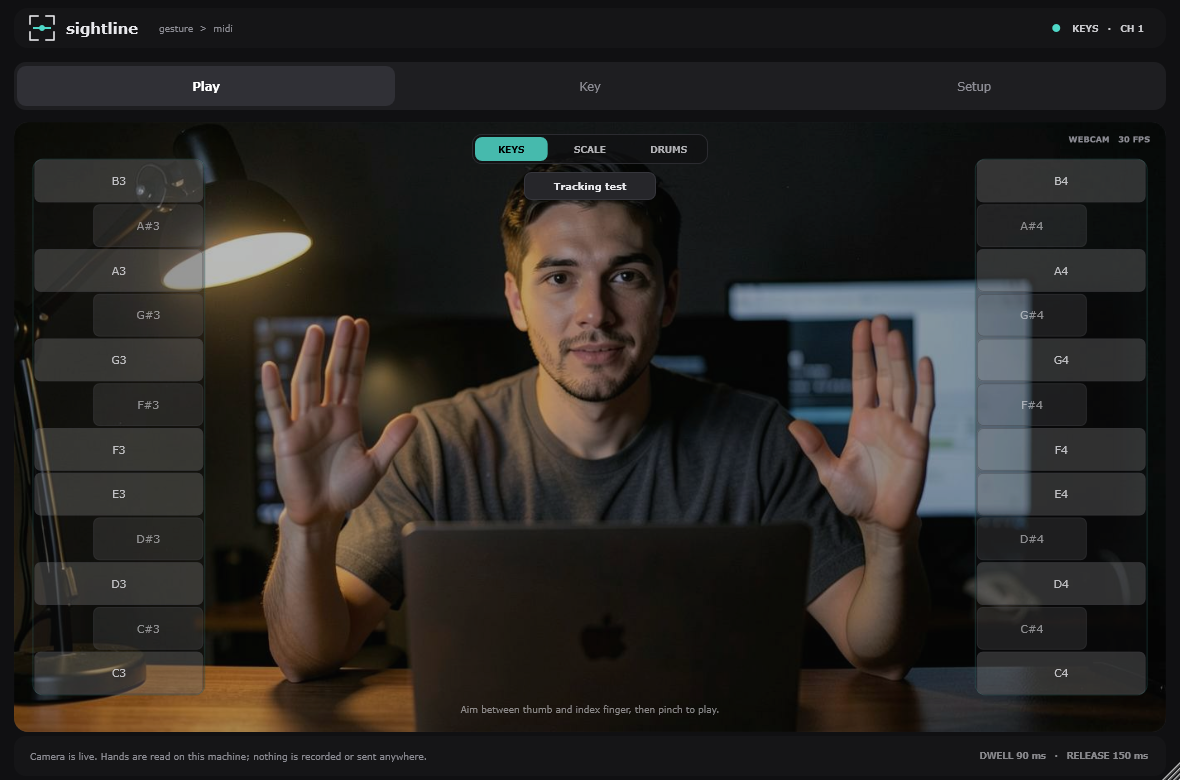 sightline gesture > midi KEYS · CH 1
Play Key Setup
KEYS SCALE DRUMS
WEBCAM 30 FPS
Tracking test
B3
A#3
A3
G#3
G3
F#3
F3
E3
D#3
D3
C#3
C3
B4
A#4
A4
G#4
G4
F#4
F4
E4
D#4
D4
C#4
C4
Aim between thumb and index finger, then pinch to play.
Camera is live. Hands are read on this machine; nothing is recorded or sent anywhere. DWELL 90 ms · RELEASE 150 ms